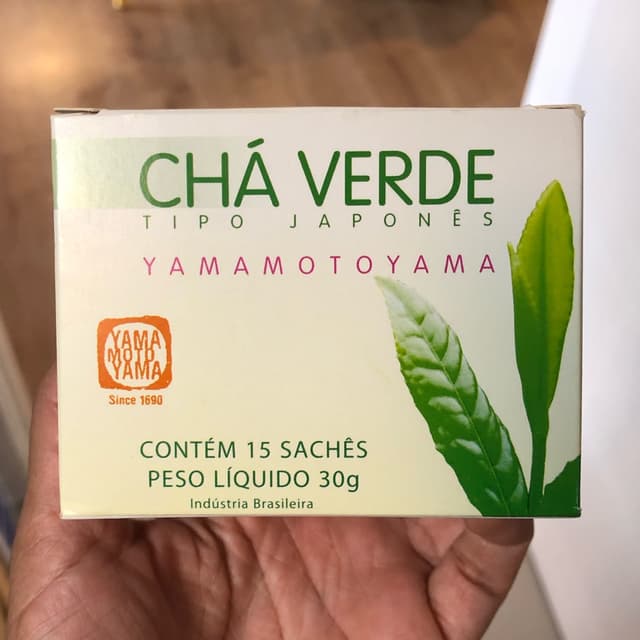 CHÁ VERDE
TIPO JAPONÊS
YAMAMOTOYAMA
YAMA
MOTO
YAMA
Since 1690
CONTÉM 15 SACHÊS
PESO LÍQUIDO 30g
Indústria Brasileira